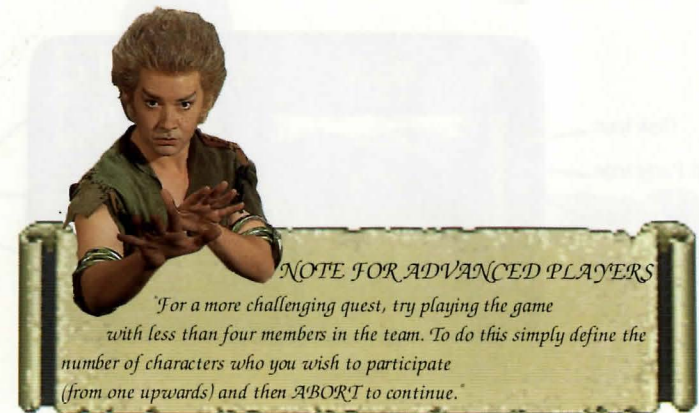 NOTE FOR ADVANCED PLAYERS
"For a more challenging quest, try playing the game
with less than four members in the team. To do this simply define the
number of characters who you wish to participate
(from one upwards) and then ABORT to continue."